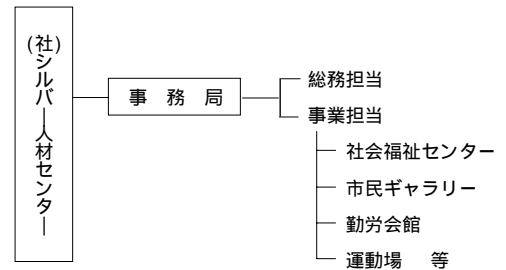 (社)シルバー人材センター
事務局
総務担当
事業担当
社会福祉センター
市民ギャラリー
勤労会館
運動場　等